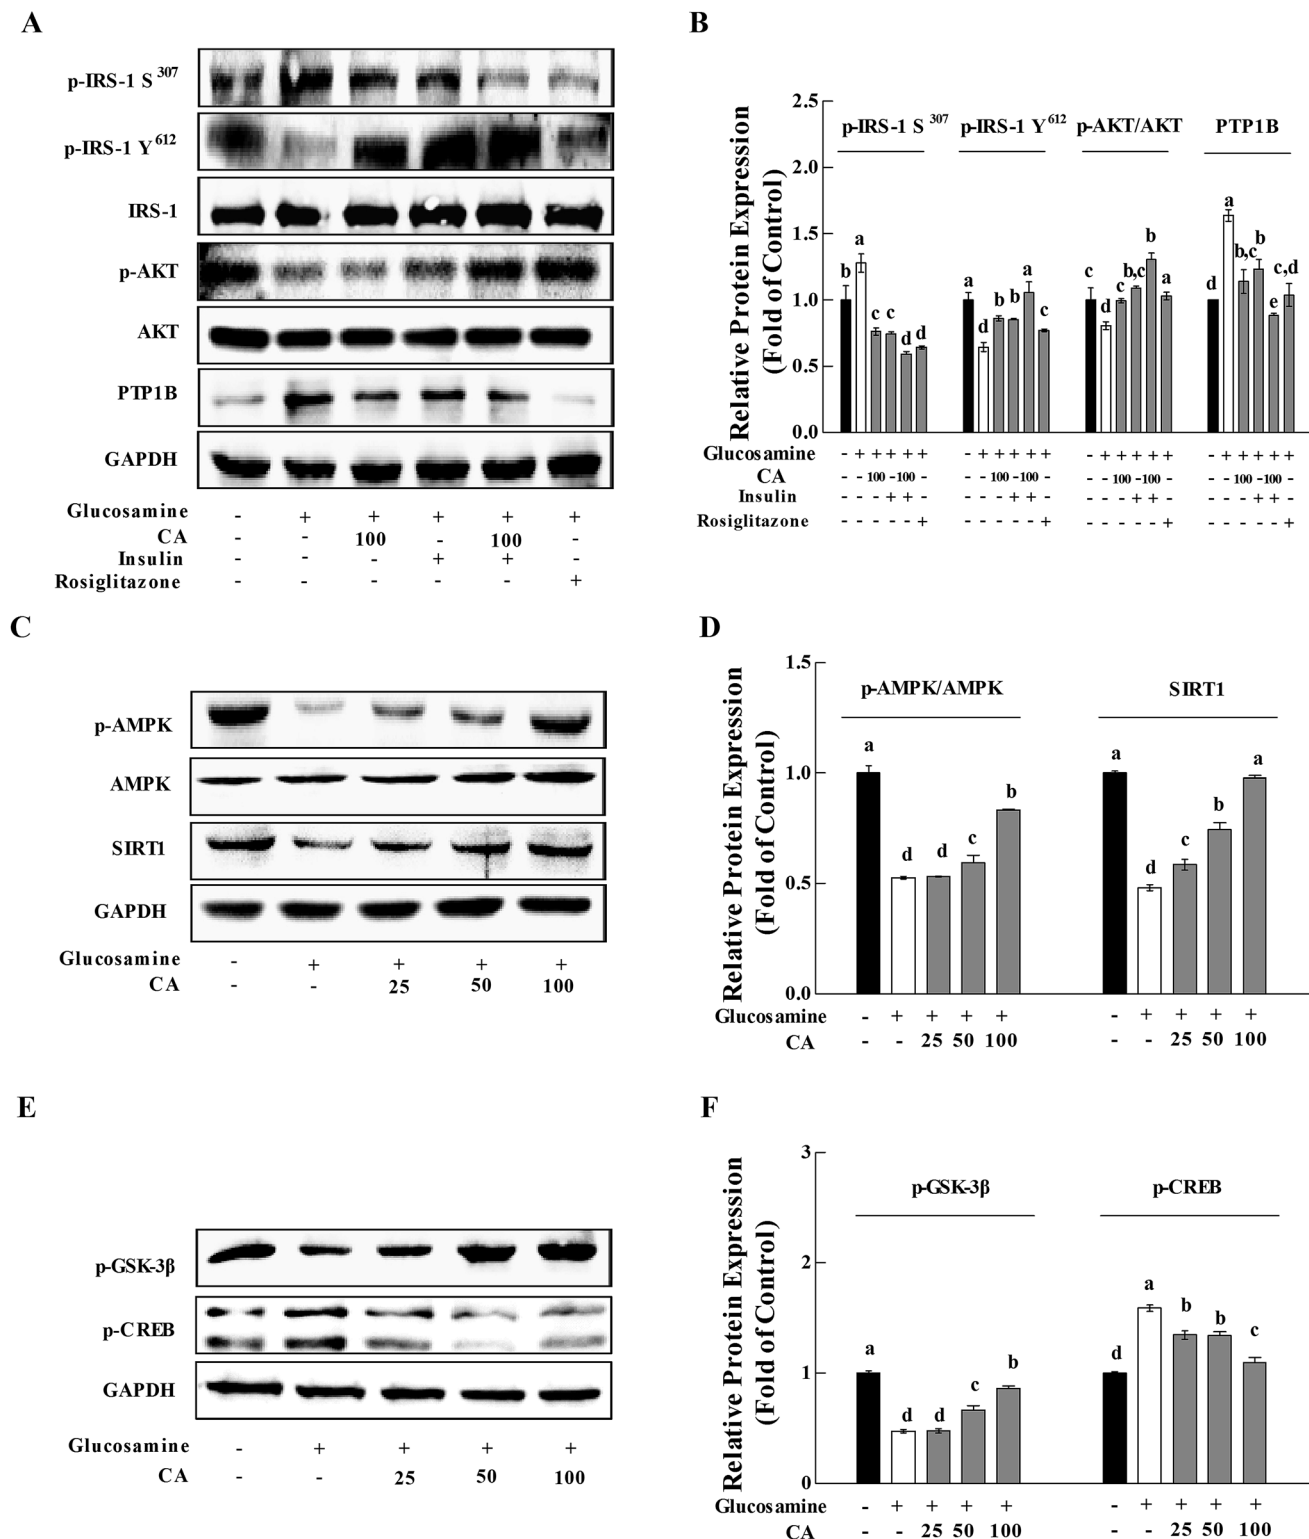 A
p-IRS-1 S 307
p-IRS-1 Y 612
IRS-1
p-AKT
AKT
PTP1B
GAPDH
Glucosamine - + + + + +
CA - - 100 - 100 -
Insulin - - - + + -
Rosiglitazone - - - - - +
B
Relative Protein Expression
(Fold of Control)
2.5
2.0
1.5
1.0
0.5
0.0
p-IRS-1 S 307 p-IRS-1 Y 612 p-AKT/AKT PTP1B
b a c c d d
a d b b a c
c d c b,c b a
d a b,c b e c,d
Glucosamine - + + + + + - + + + + + - + + + + + - + + + + +
CA - - 100 - 100 - - - 100 - 100 - - - 100 - 100 - - - 100 - 100 -
Insulin - - - + + - - - - + + - - - - + + - - - - + + -
Rosiglitazone - - - - - + - - - - - + - - - - - + - - - - - +
C
p-AMPK
AMPK
SIRT1
GAPDH
Glucosamine - + + + +
CA - - 25 50 100
D
Relative Protein Expression
(Fold of Control)
1.5
1.0
0.5
0.0
p-AMPK/AMPK SIRT1
a d d c b
a d c b a
Glucosamine - + + + + - + + + +
CA - - 25 50 100 - - 25 50 100
E
p-GSK-3β
p-CREB
GAPDH
Glucosamine - + + + +
CA - - 25 50 100
F
Relative Protein Expression
(Fold of Control)
3
2
1
0
p-GSK-3β p-CREB
a d d c b
d a b b c
Glucosamine - + + + + - + + + +
CA - - 25 50 100 - - 25 50 100